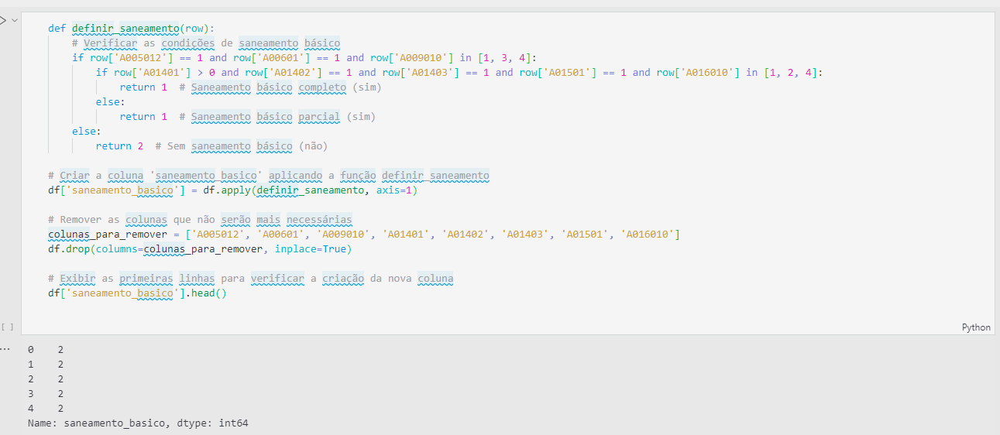 def definir_saneamento(row):
# Verificar as condições de saneamento básico
if row['A005012'] == 1 and row['A00601'] == 1 and row['A009010'] in [1, 3, 4]:
if row['A01401'] > 0 and row['A01402'] == 1 and row['A01403'] == 1 and row['A01501'] == 1 and row['A016010'] in [1, 2, 4]:
return 1  # Saneamento básico completo (sim)
else:
return 1  # Saneamento básico parcial (sim)
else:
return 2  # Sem saneamento básico (não)
# Criar a coluna 'saneamento_basico' aplicando a função definir_saneamento
df['saneamento_basico'] = df.apply(definir_saneamento, axis=1)
# Remover as colunas que não serão mais necessárias
colunas_para_remover = ['A005012', 'A00601', 'A009010', 'A01401', 'A01402', 'A01403', 'A01501', 'A016010']
df.drop(columns=colunas_para_remover, inplace=True)
# Exibir as primeiras linhas para verificar a criação da nova coluna
df['saneamento_basico'].head()
[ ]
Python
0    2
1    2
2    2
3    2
4    2
Name: saneamento_basico, dtype: int64